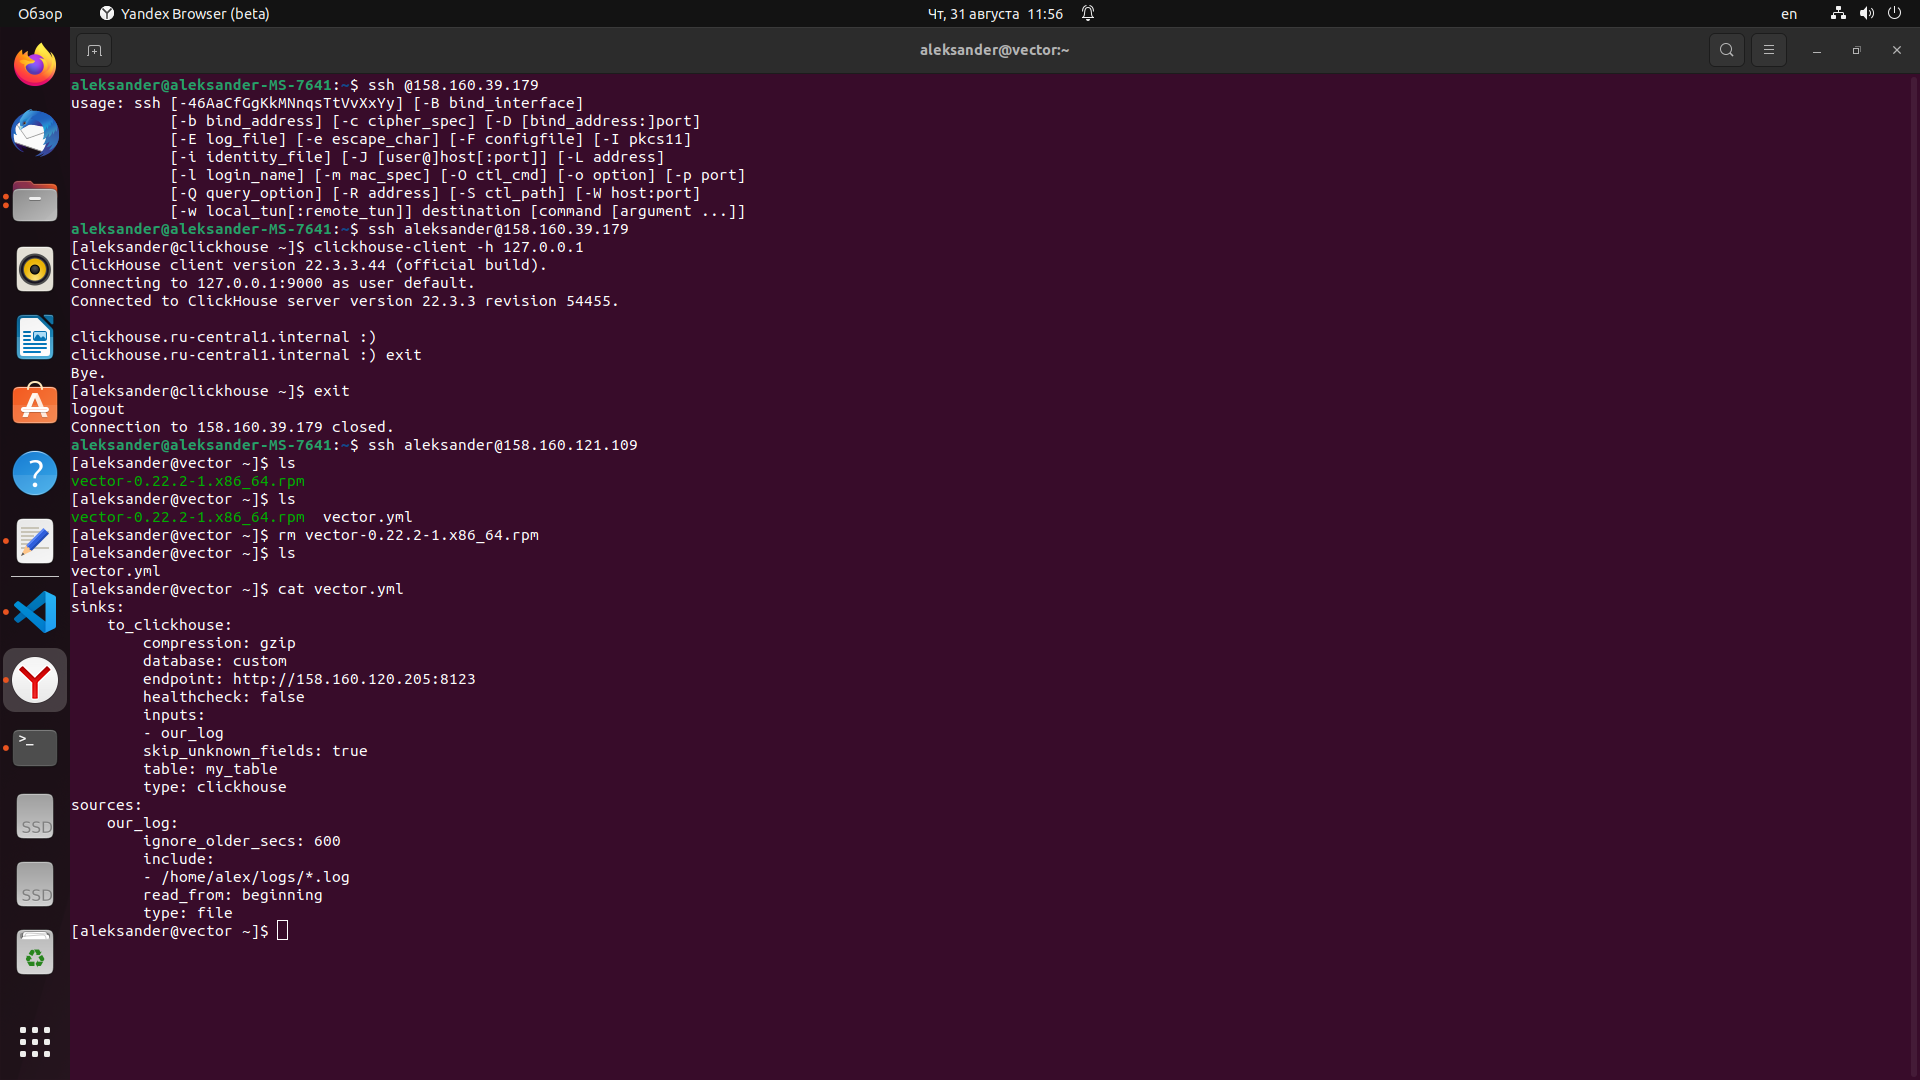 Обзор
Yandex Browser (beta)
Чт, 31 августа 11:56
en
aleksander@vector:~
aleksander@aleksander-MS-7641:~$ ssh @158.160.39.179
usage: ssh [-46AaCfGgKkMNnqsTtVvXxYy] [-B bind_interface]
           [-b bind_address] [-c cipher_spec] [-D [bind_address:]port]
           [-E log_file] [-e escape_char] [-F configfile] [-I pkcs11]
           [-i identity_file] [-J [user@]host[:port]] [-L address]
           [-l login_name] [-m mac_spec] [-O ctl_cmd] [-o option] [-p port]
           [-Q query_option] [-R address] [-S ctl_path] [-W host:port]
           [-w local_tun[:remote_tun]] destination [command [argument ...]]
aleksander@aleksander-MS-7641:~$ ssh aleksander@158.160.39.179
[aleksander@clickhouse ~]$ clickhouse-client -h 127.0.0.1
ClickHouse client version 22.3.3.44 (official build).
Connecting to 127.0.0.1:9000 as user default.
Connected to ClickHouse server version 22.3.3 revision 54455.
clickhouse.ru-central1.internal :)
clickhouse.ru-central1.internal :) exit
Bye.
[aleksander@clickhouse ~]$ exit
logout
Connection to 158.160.39.179 closed.
aleksander@aleksander-MS-7641:~$ ssh aleksander@158.160.121.109
[aleksander@vector ~]$ ls
vector-0.22.2-1.x86_64.rpm
[aleksander@vector ~]$ ls
vector-0.22.2-1.x86_64.rpm  vector.yml
[aleksander@vector ~]$ rm vector-0.22.2-1.x86_64.rpm
[aleksander@vector ~]$ ls
vector.yml
[aleksander@vector ~]$ cat vector.yml
sinks:
    to_clickhouse:
        compression: gzip
        database: custom
        endpoint: http://158.160.120.205:8123
        healthcheck: false
        inputs:
        - our_log
        skip_unknown_fields: true
        table: my_table
        type: clickhouse
sources:
    our_log:
        ignore_older_secs: 600
        include:
        - /home/alex/logs/*.log
        read_from: beginning
        type: file
[aleksander@vector ~]$
SSD
SSD